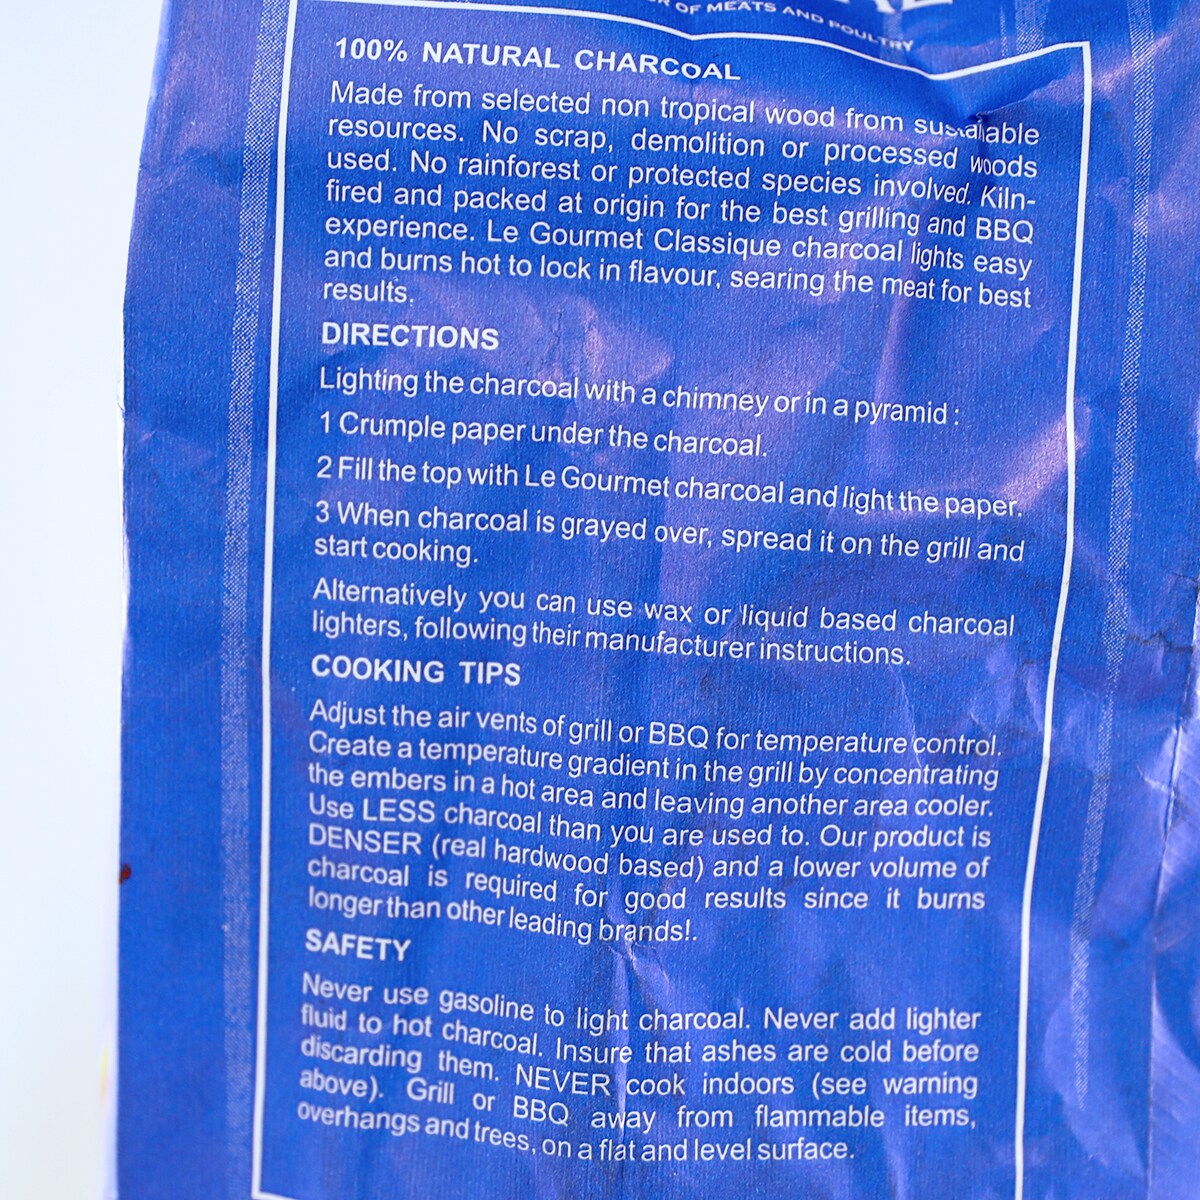 OF MEATS AND POULTRY
100% NATURAL CHARCOAL
Made from selected non tropical wood from sustainable
resources. No scrap, demolition or processed woods
used. No rainforest or protected species involved. Kiln-
fired and packed at origin for the best grilling and BBQ
experience. Le Gourmet Classique charcoal lights easy
and burns hot to lock in flavour, searing the meat for best
results.
DIRECTIONS
Lighting the charcoal with a chimney or in a pyramid :
1 Crumple paper under the charcoal.
2 Fill the top with Le Gourmet charcoal and light the paper.
3 When charcoal is grayed over, spread it on the grill and
start cooking.
Alternatively you can use wax or liquid based charcoal
lighters, following their manufacturer instructions.
COOKING TIPS
Adjust the air vents of grill or BBQ for temperature control.
Create a temperature gradient in the grill by concentrating
the embers in a hot area and leaving another area cooler.
Use LESS charcoal than you are used to. Our product is
DENSER (real hardwood based) and a lower volume of
charcoal is required for good results since it burns
longer than other leading brands!.
SAFETY
Never use gasoline to light charcoal. Never add lighter
fluid to hot charcoal. Insure that ashes are cold before
discarding them. NEVER cook indoors (see warning
above). Grill or BBQ away from flammable items,
overhangs and trees, on a flat and level surface.